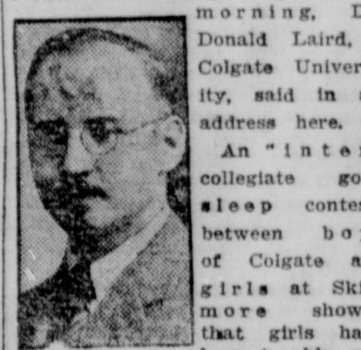 morning, D
Donald Laird,
Colgate Univer
ity, said in
address here.
An "inte
collegiate go
sleep conte
between bo
of Colgate a
girls at Ski
more show
that girls ha